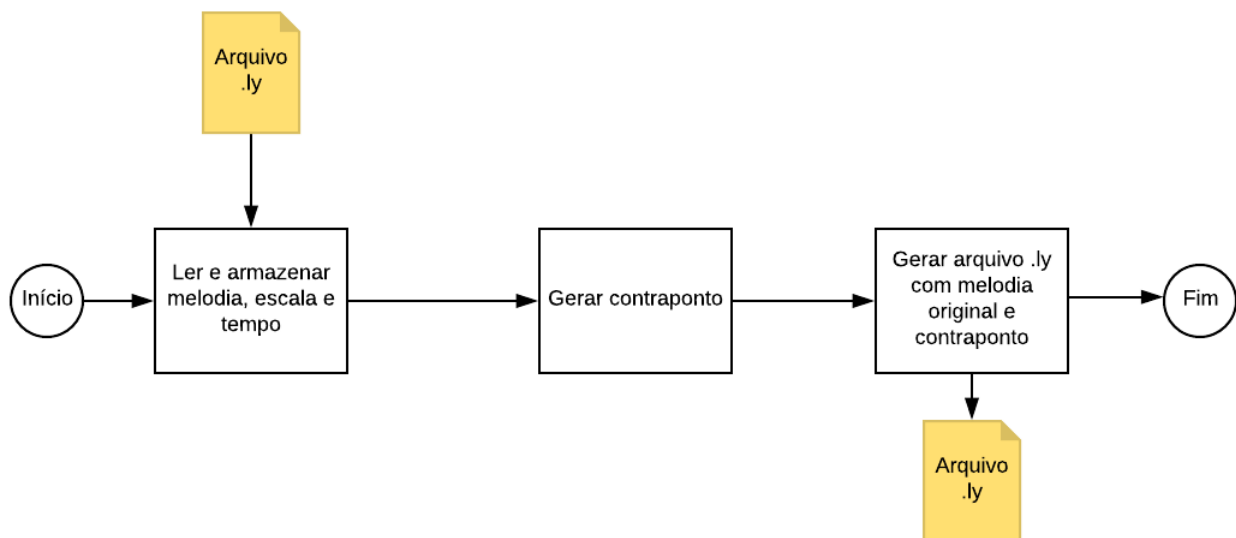 Arquivo
.ly
Início
Ler e armazenar
melodia, escala e
tempo
Gerar contraponto
Gerar arquivo .ly
com melodia
original e
contraponto
Fim
Arquivo
.ly